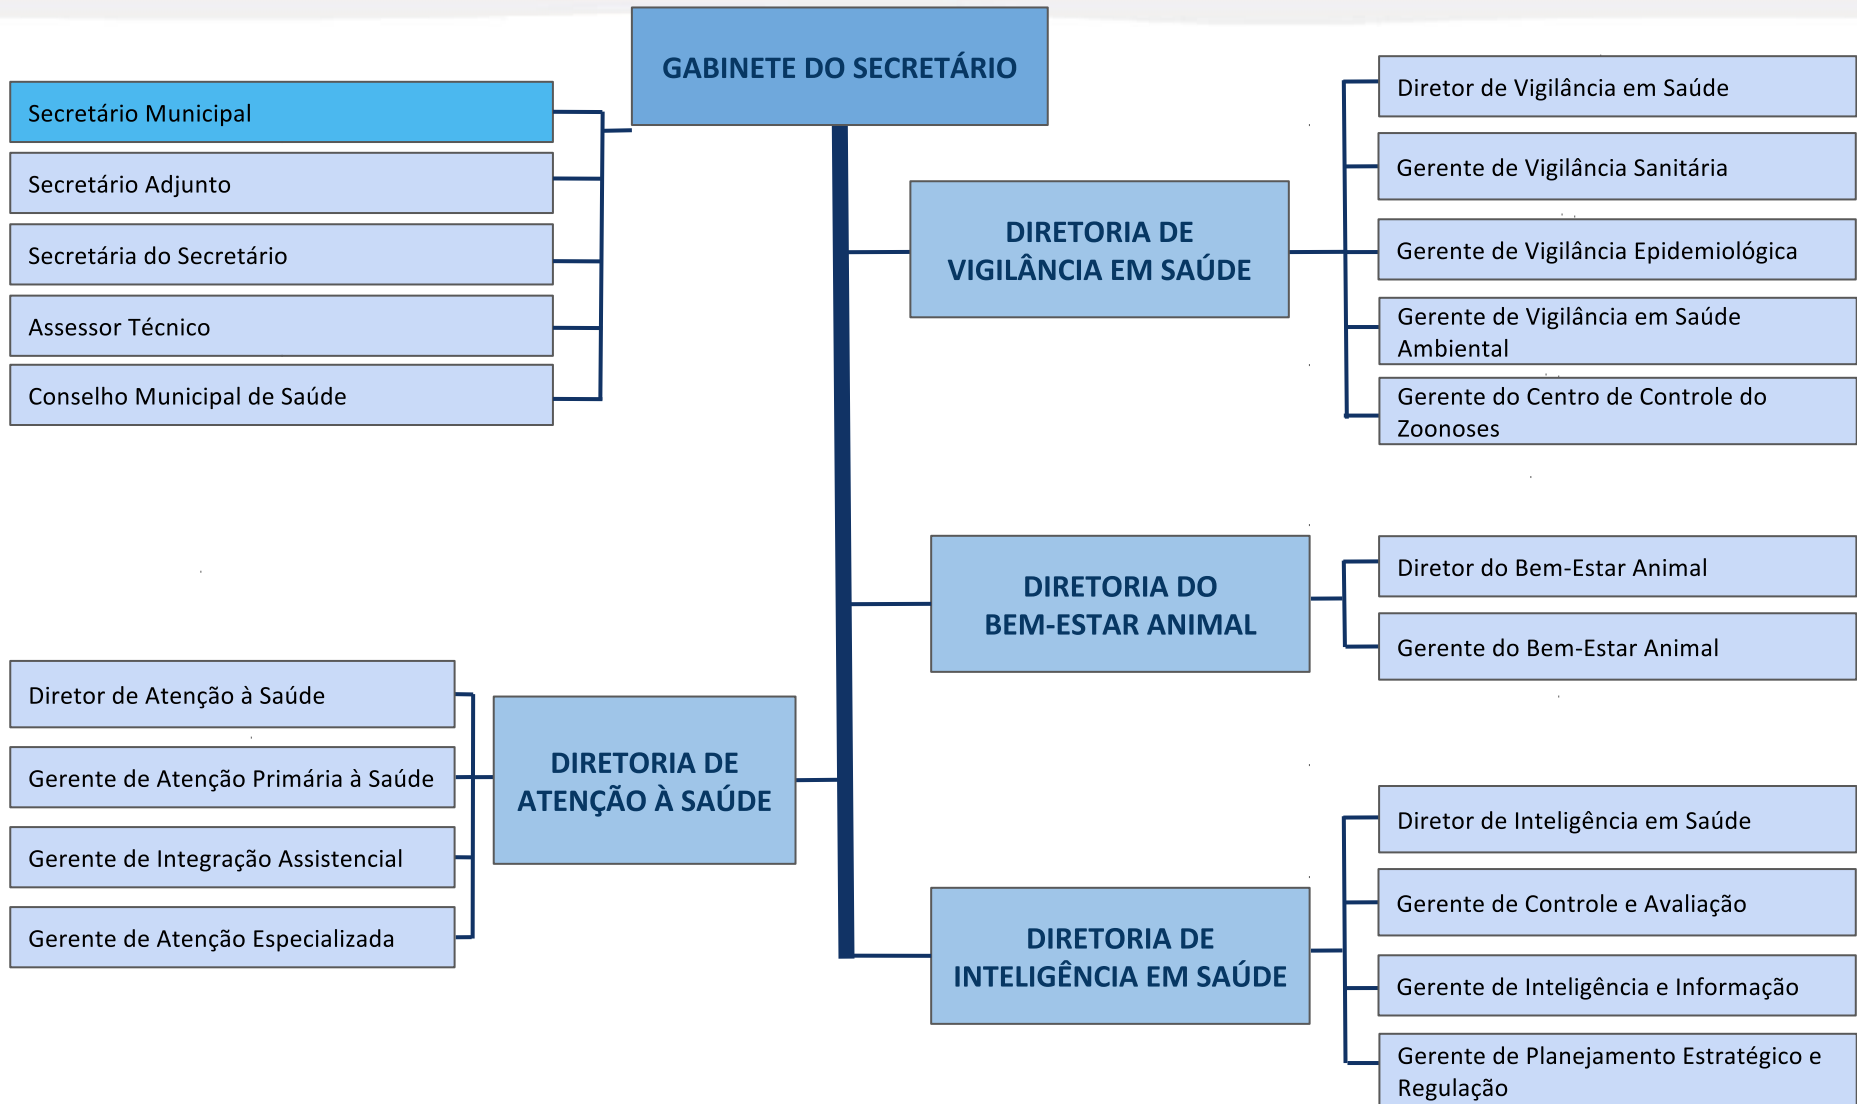 GABINETE DO SECRETÁRIO
Secretário Municipal
Secretário Adjunto
Secretária do Secretário
Assessor Técnico
Conselho Municipal de Saúde
DIRETORIA DE
VIGILÂNCIA EM SAÚDE
Diretor de Vigilância em Saúde
Gerente de Vigilância Sanitária
Gerente de Vigilância Epidemiológica
Gerente de Vigilância em Saúde
Ambiental
Gerente do Centro de Controle do
Zoonoses
DIRETORIA DO
BEM-ESTAR ANIMAL
Diretor do Bem-Estar Animal
Gerente do Bem-Estar Animal
Diretor de Atenção à Saúde
Gerente de Atenção Primária à Saúde
Gerente de Integração Assistencial
Gerente de Atenção Especializada
DIRETORIA DE
ATENÇÃO À SAÚDE
DIRETORIA DE
INTELIGÊNCIA EM SAÚDE
Diretor de Inteligência em Saúde
Gerente de Controle e Avaliação
Gerente de Inteligência e Informação
Gerente de Planejamento Estratégico e
Regulação